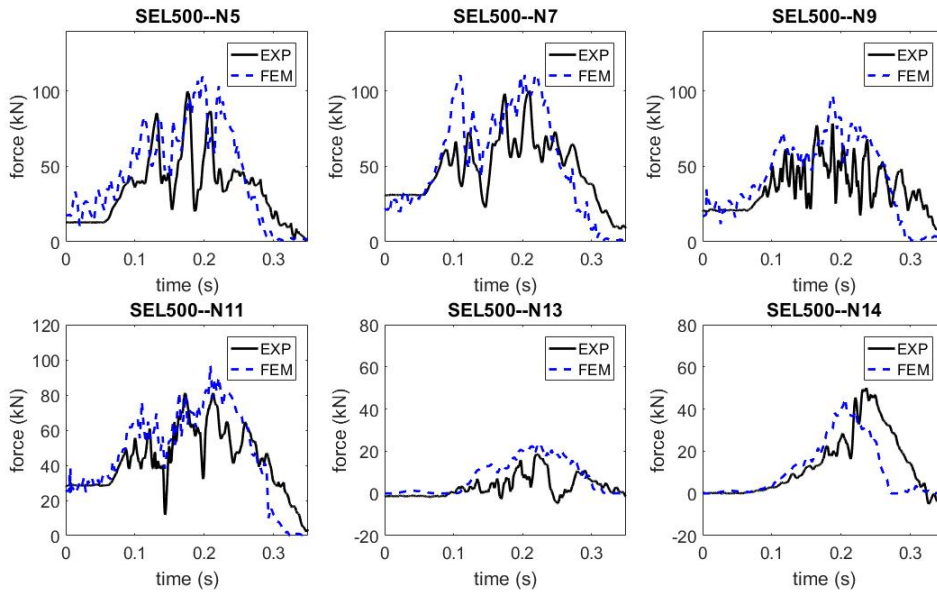 SEL500--N5 SEL500--N7 SEL500--N9
EXP EXP EXP
FEM FEM FEM
force (kN) force (kN) force (kN)
100 100 100
50 50 50
0 0 0
0 0.1 0.2 0.3 0 0.1 0.2 0.3 0 0.1 0.2 0.3
time (s) time (s) time (s)
SEL500--N11 SEL500--N13 SEL500--N14
120 80 80
EXP EXP EXP
FEM FEM FEM
100 60 60
80 40 40
force (kN) force (kN) force (kN)
60 20 20
40 0 0
20
0 -20 -20
0 0.1 0.2 0.3 0 0.1 0.2 0.3 0 0.1 0.2 0.3
time (s) time (s) time (s)